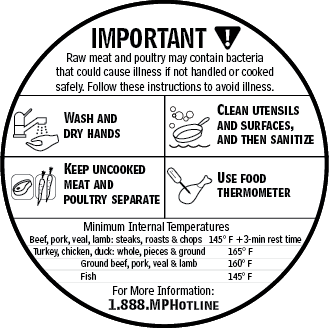 IMPORTANT
Raw meat and poultry may contain bacteria
that could cause illness if not handled or cooked
safely. Follow these instructions to avoid illness.
WASH AND
DRY HANDS
CLEAN UTENSILS
AND SURFACES,
AND THEN SANITIZE
KEEP UNCOOKED
MEAT AND
POULTRY SEPARATE
USE FOOD
THERMOMETER
Minimum Internal Temperatures
Beef, pork, veal, lamb: steaks, roasts & chops 145° F +3-min rest time
Turkey, chicken, duck: whole, pieces & ground 165° F
Ground beef, pork, veal & lamb 160° F
Fish 145° F
For More Information:
1.888.MPHOTLINE